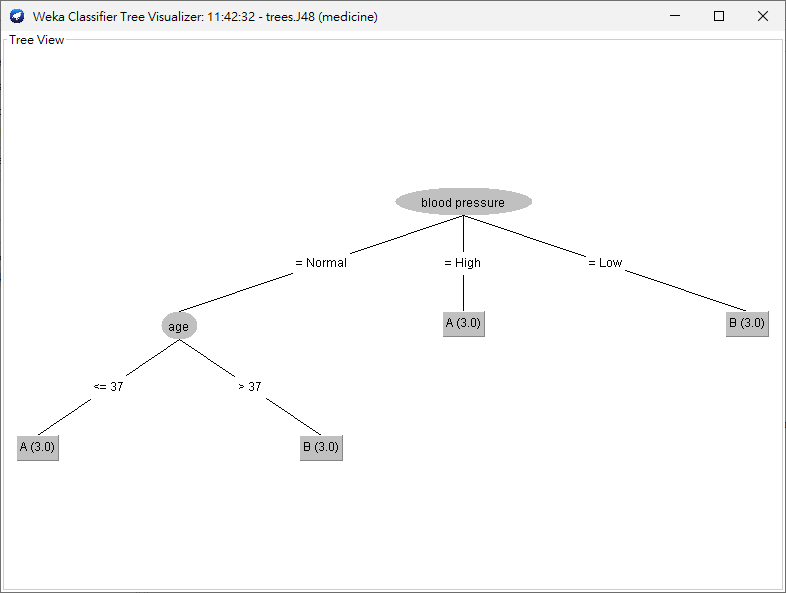 Weka Classifier Tree Visualizer: 11:42:32 - trees.J48 (medicine)
Tree View
blood pressure
= Normal
= High
= Low
age
A (3.0)
B (3.0)
<= 37
> 37
A (3.0)
B (3.0)